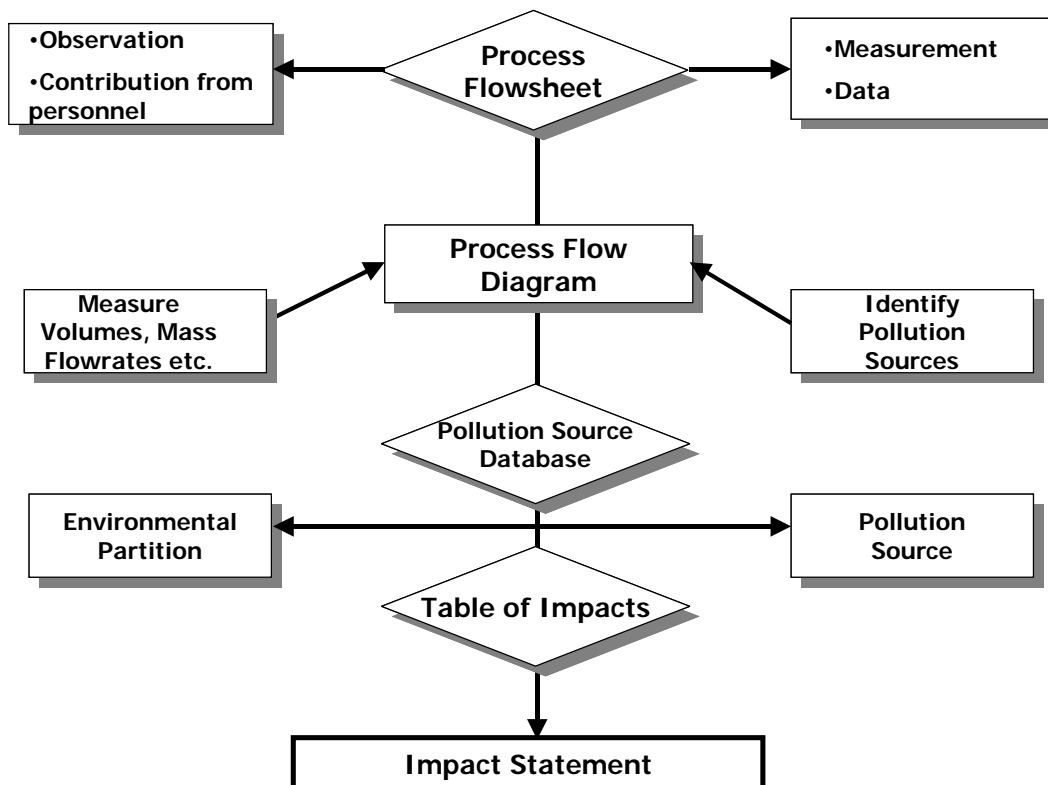 •Observation
•Contribution from
personnel
Process
Flowsheet
•Measurement
•Data
Process Flow
Diagram
Measure
Volumes, Mass
Flowrates etc.
Identify
Pollution
Sources
Pollution Source
Database
Environmental
Partition
Pollution
Source
Table of Impacts
Impact Statement